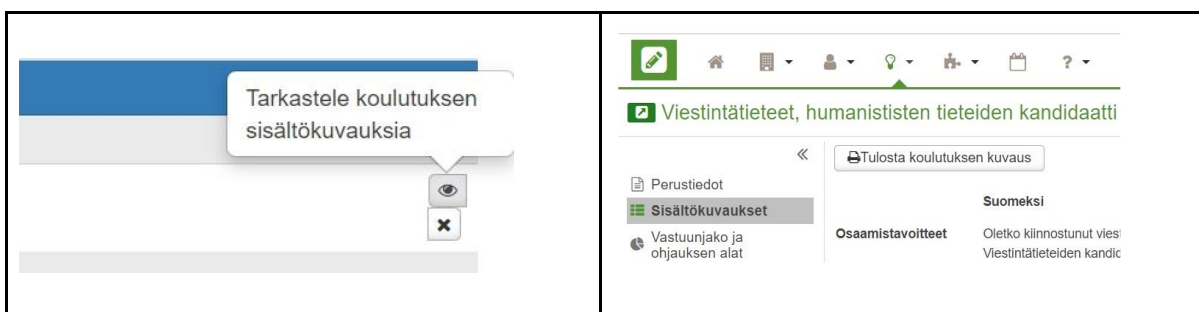 Tarkastele koulutuksen
sisältökuvauksia
?
Viestintätieteet, humanististen tieteiden kandidaatti
Tulosta koulutuksen kuvaus
Perustiedot
Sisältökuvaukset
Vastuunjako ja
ohjauksen alat
Suomeksi
Osaamistavoitteet
Oletko kiinnostunut
Viestintätieteiden